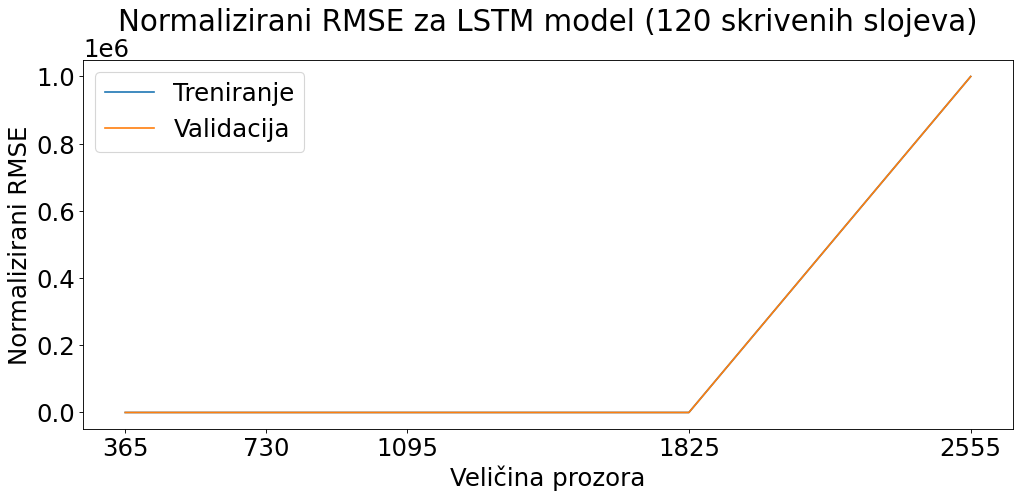 Normalizirani RMSE za LSTM model (120 skrivenih slojeva)
1e6
Treniranje
Validacija
Normalizirani RMSE
1.0
0.8
0.6
0.4
0.2
0.0
365 730 1095 1825 2555
Veličina prozora